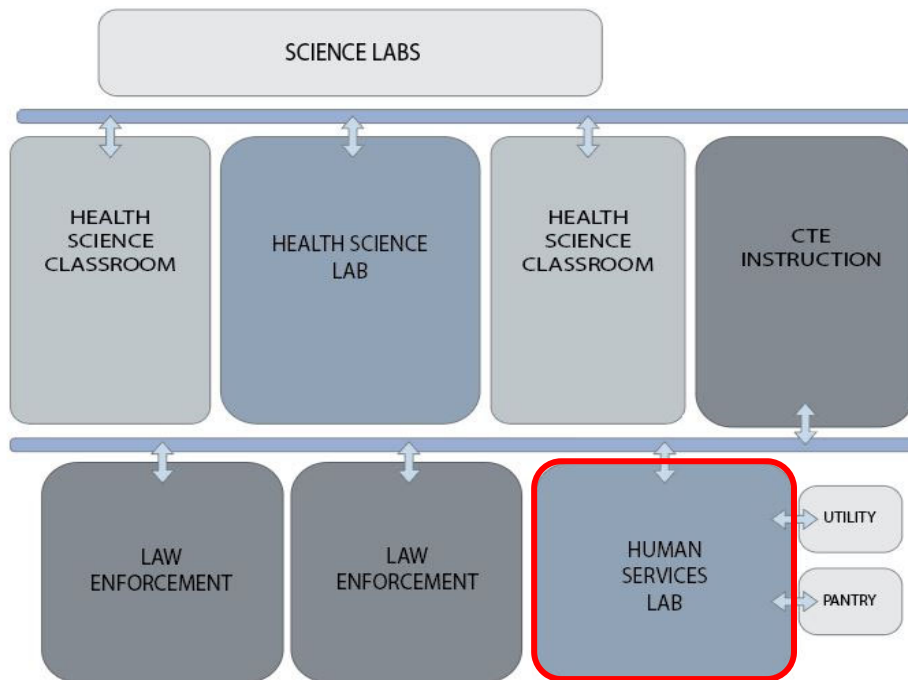 SCIENCE LABS
HEALTH
SCIENCE
CLASSROOM
HEALTH SCIENCE
LAB
HEALTH
SCIENCE
CLASSROOM
CTE
INSTRUCTION
LAW
ENFORCEMENT
LAW
ENFORCEMENT
HUMAN
SERVICES
LAB
UTILITY
PANTRY